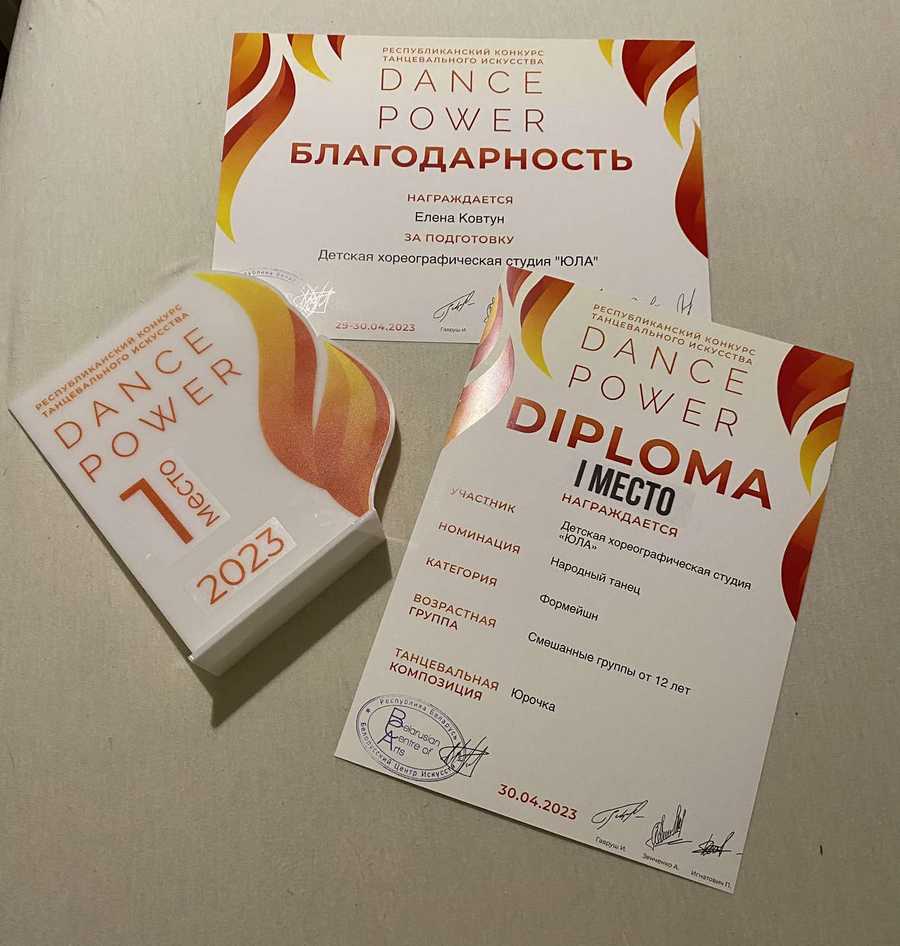 РЕСПУБЛИКАНСКИЙ КОНКУРС
ТАНЦЕВАЛЬНОГО ИСКУССТВА
DANCE
POWER
БЛАГОДАРНОСТЬ
НАГРАЖДАЕТСЯ
Елена Ковтун
ЗА ПОДГОТОВКУ
Детская хореографическая студия "ЮЛА"
29-30.04.2023
Гавруш И.
РЕСПУБЛИКАНСКИЙ КОНКУРС
ТАНЦЕВАЛЬНОГО ИСКУССТВА
DANCE
POWER
1 место
2023
РЕСПУБЛИКАНСКИЙ КОНКУРС
ТАНЦЕВАЛЬНОГО ИСКУССТВА
DANCE
POWER
DIPLOMA
I МЕСТО
НАГРАЖДАЕТСЯ
УЧАСТНИК
Детская хореографическая студия
«ЮЛА»
НОМИНАЦИЯ
Народный танец
КАТЕГОРИЯ
Формейшн
ВОЗРАСТНАЯ
ГРУППА
Смешанные группы от 12 лет
ТАНЦЕВАЛЬНАЯ
КОМПОЗИЦИЯ
Юрочка
Республика Беларусь
Belarusian
Centre of
Arts
Белорусский Центр Искусств
30.04.2023
Гавруш И.
Зинченко А.
Игнатович П.